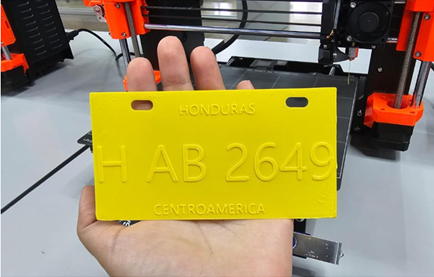 HONDURAS
H AB 2649
CENTROAMERICA